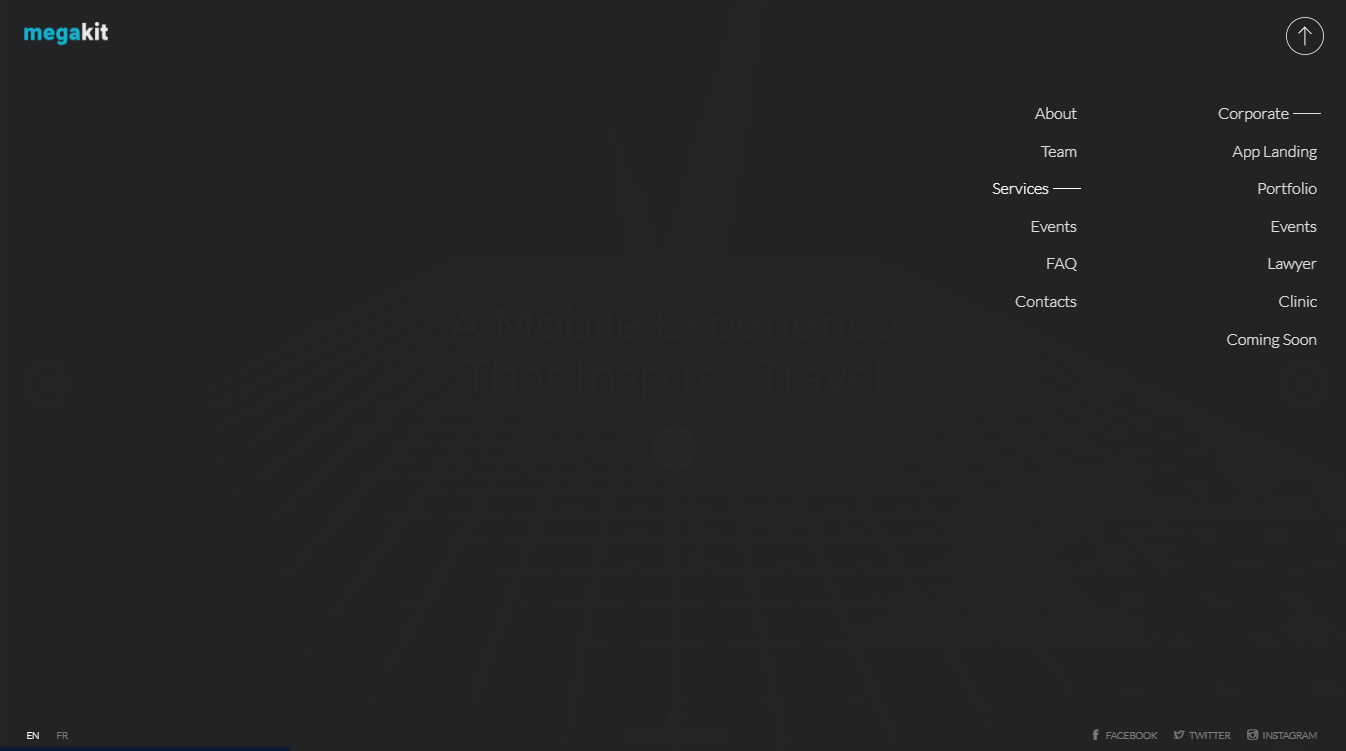 megakit
About
Team
Services
Events
FAQ
Contacts
Corporate
App Landing
Portfolio
Events
Lawyer
Clinic
Coming Soon
A Mobile Experience
That Inspires Travel
EN FR
FACEBOOK TWITTER INSTAGRAM